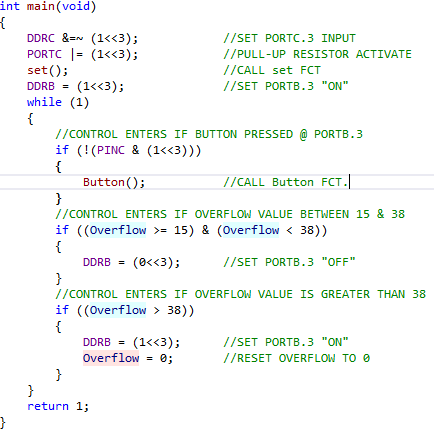 int main(void)
{
    DDRC &=~ (1<<3);            //SET PORTC.3 INPUT
    PORTC |= (1<<3);            //PULL-UP RESISTOR ACTIVATE
    set();                      //CALL set FCT
    DDRB = (1<<3);              //SET PORTB.3 "ON"
    while (1)
    {
        //CONTROL ENTERS IF BUTTON PRESSED @ PORTB.3
        if (!(PINC & (1<<3)))
        {
            Button();           //CALL Button FCT.
        }
        //CONTROL ENTERS IF OVERFLOW VALUE BETWEEN 15 & 38
        if ((Overflow >= 15) & (Overflow < 38))
        {
            DDRB = (0<<3);      //SET PORTB.3 "OFF"
        }
        //CONTROL ENTERS IF OVERFLOW VALUE IS GREATER THAN 38
        if ((Overflow > 38))
        {
            DDRB = (1<<3);      //SET PORTB.3 "ON"
            Overflow = 0;       //RESET OVERFLOW TO 0
        }
    }
    return 1;
}